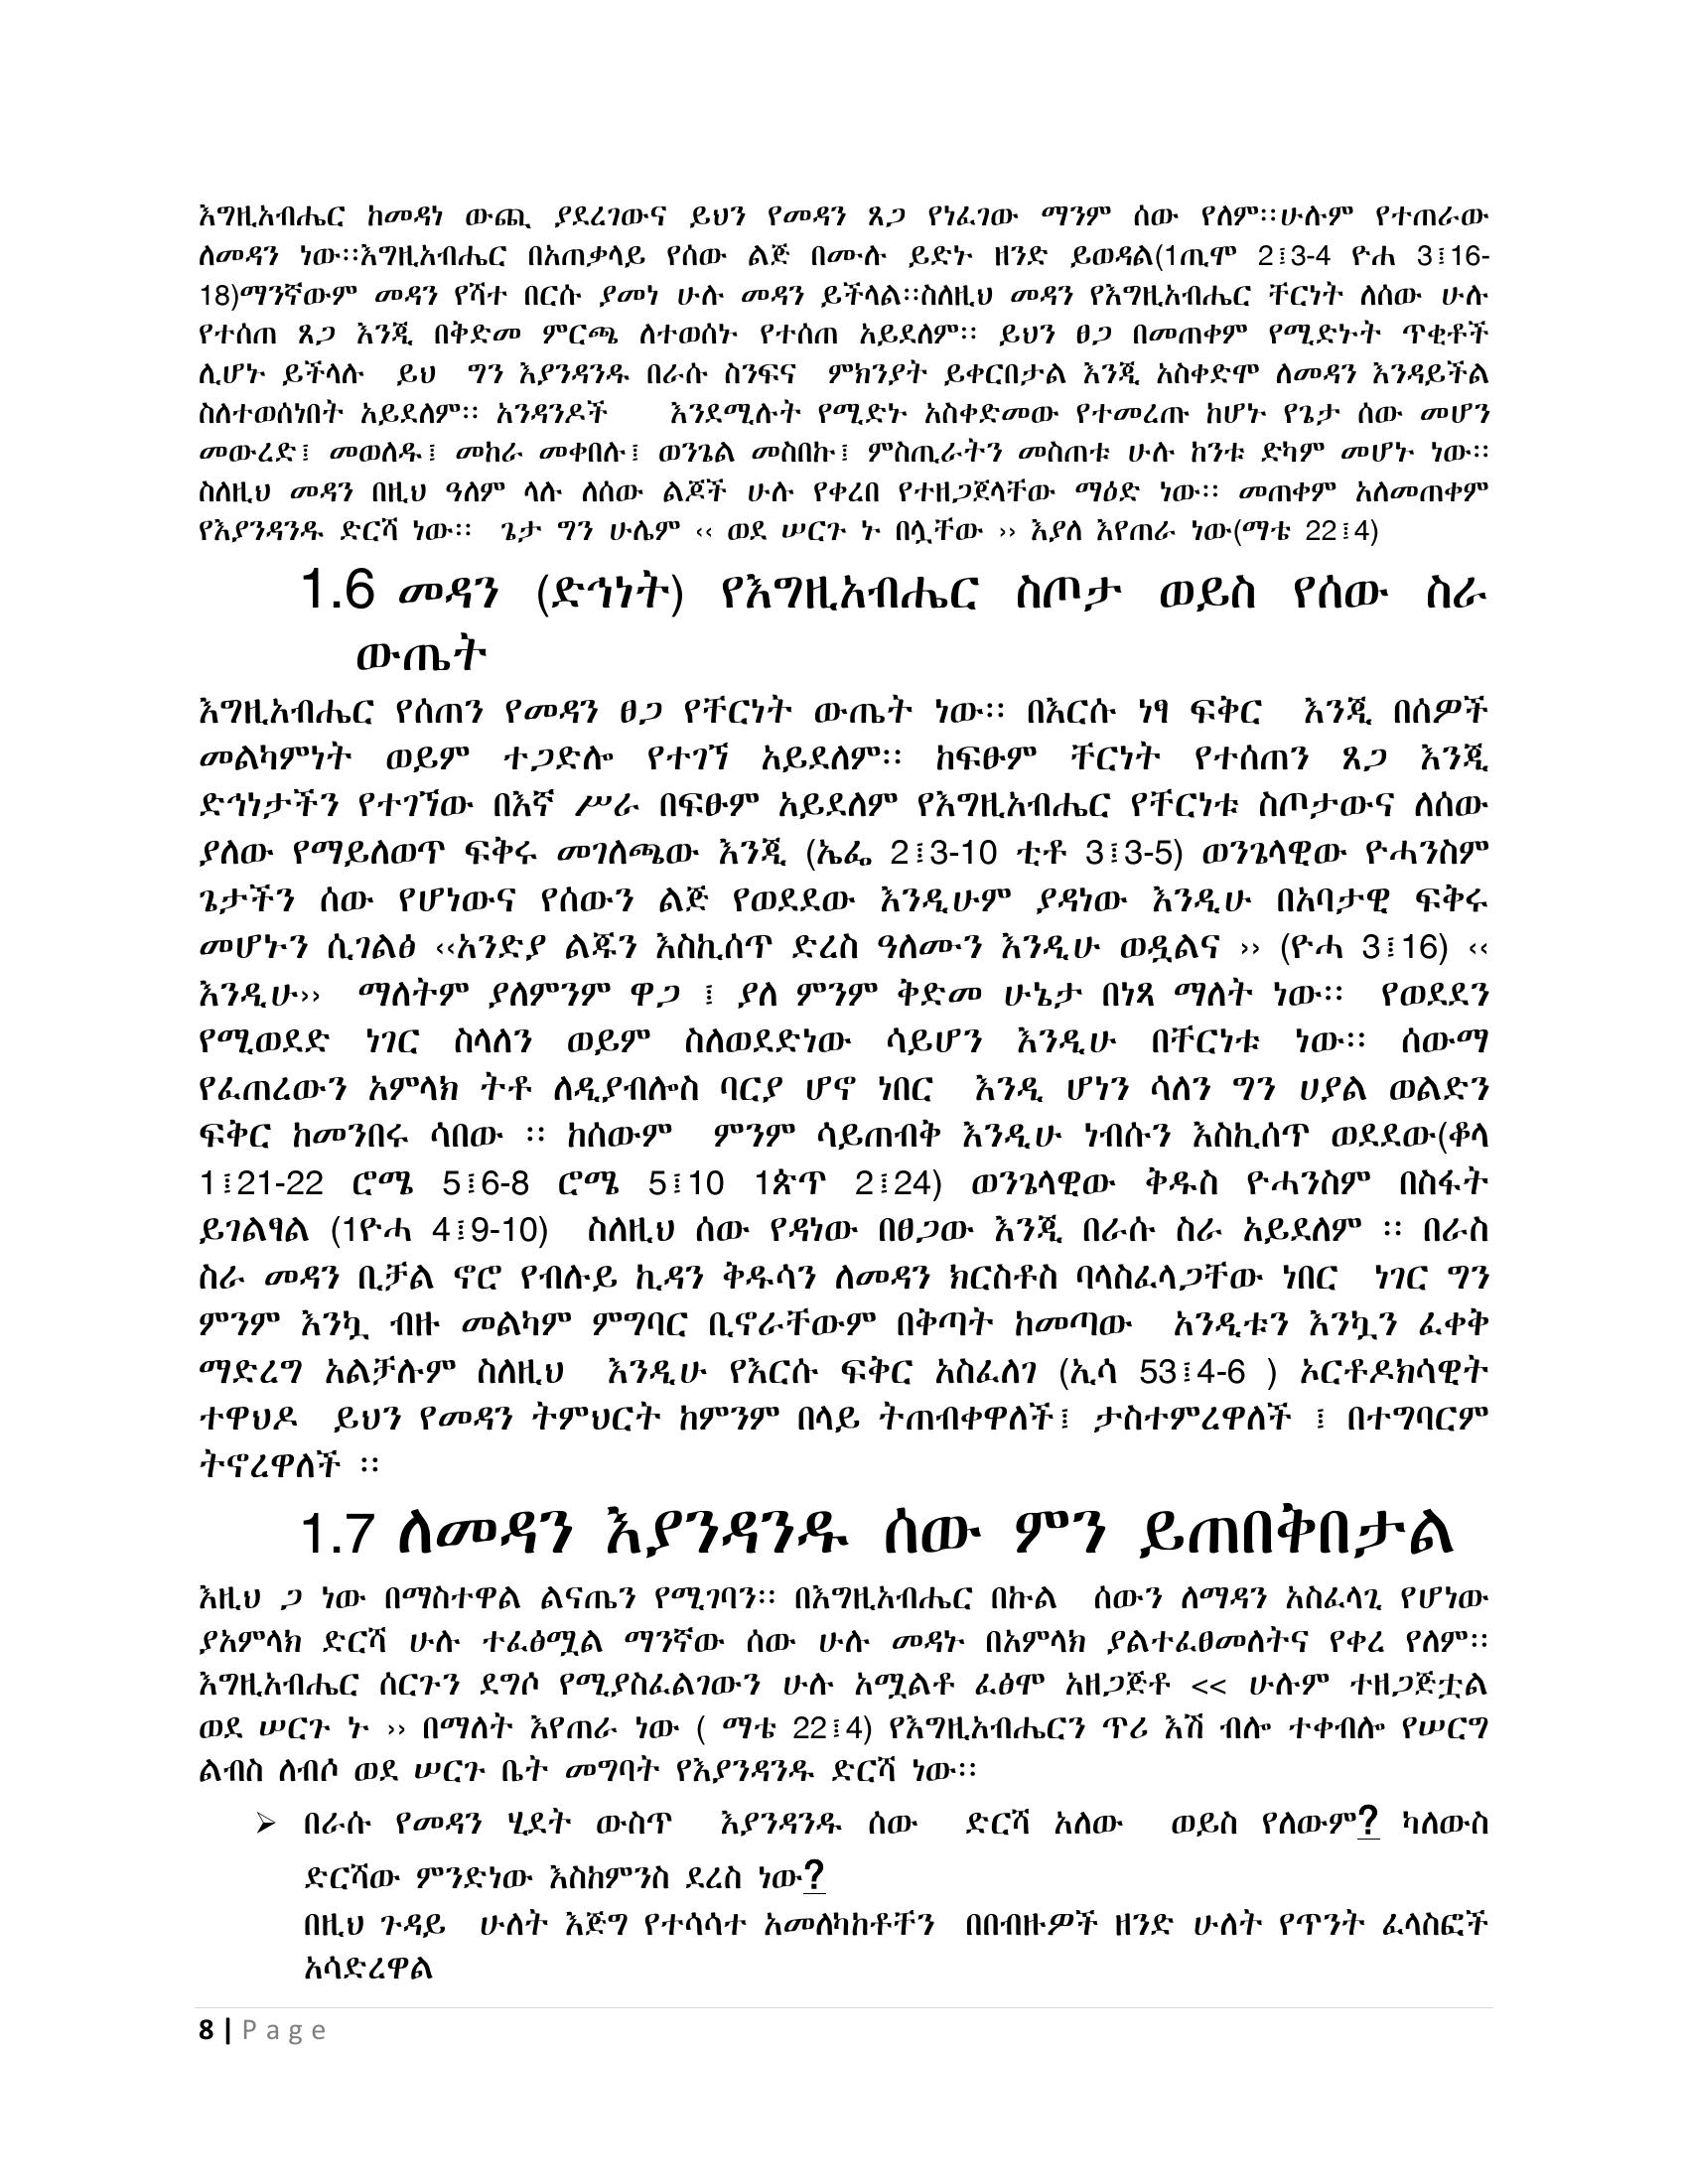 እግዚአብሔር ከመዳነ ውጪ ያደረገውና ይህን የመዳን ጸጋ የነፈገው ማንም ሰው የለም፡፡ሁሉም የተጠራው
ለመዳን ነው፡፡እግዚአብሔር በአጠቃላይ የሰው ልጅ በሙሉ ይድኑ ዘንድ ይወዳል(1ጢሞ 2፤3-4 ዮሐ 3፤16-
18)ማንኛውም መዳን የሻተ በርሱ ያመነ ሁሉ መዳን ይችላል፡፡ስለዚህ መዳን የእግዚአብሔር ቸርነት ለሰው ሁሉ
የተሰጠ ጸጋ እንጂ በቅድመ ምርጫ ለተወሰኑ የተሰጠ አይደለም፡፡ ይህን ፀጋ በመጠቀም የሚድኑት ጥቂቶች
ሊሆኑ ይችላሉ ይህ ግን እያንዳንዱ በራሱ ስንፍና ምክንያት ይቀርበታል እንጂ አስቀድሞ ለመዳን እንዳይችል
ስለተወሰነበት አይደለም፡፡ አንዳንዶች እንደሚሉት የሚድኑ አስቀድመው የተመረጡ ከሆኑ የጌታ ሰው መሆን
መውረድ፤ መወለዱ፤ መከራ መቀበሉ፤ ወንጌል መስበኩ፤ ምስጢራትን መስጠቱ ሁሉ ከንቱ ድካም መሆኑ ነው፡፡
ስለዚህ መዳን በዚህ ዓለም ላሉ ለሰው ልጆች ሁሉ የቀረበ የተዘጋጀላቸው ማዕድ ነው፡፡ መጠቀም አለመጠቀም
የእያንዳንዱ ድርሻ ነው፡፡ ጌታ ግን ሁሌም ‹‹ ወደ ሠርጉ ኑ በሏቸው ›› እያለ እየጠራ ነው(ማቴ 22፤4)
1.6 መዳን (ድኅነት) የእግዚአብሔር ስጦታ ወይስ የሰው ስራ
ውጤት
እግዚአብሔር የሰጠን የመዳን ፀጋ የቸርነት ውጤት ነው፡፡ በእርሱ ነፃ ፍቅር እንጂ በሰዎች
መልካምነት ወይም ተጋድሎ የተገኘ አይደለም፡፡ ከፍፁም ቸርነት የተሰጠን ጸጋ እንጂ
ድኅነታችን የተገኘው በእኛ ሥራ በፍፁም አይደለም የእግዚአብሔር የቸርነቱ ስጦታውና ለሰው
ያለው የማይለወጥ ፍቅሩ መገለጫው እንጂ (ኤፌ 2፤3-10 ቲቶ 3፤3-5) ወንጌላዊው ዮሓንስም
ጌታችን ሰው የሆነውና የሰውን ልጅ የወደደው እንዲሁም ያዳነው እንዲሁ በአባታዊ ፍቅሩ
መሆኑን ሲገልፅ ‹‹አንድያ ልጁን እስኪሰጥ ድረስ ዓለሙን እንዲሁ ወዷልና ›› (ዮሓ 3፤16) ‹‹
እንዲሁ›› ማለትም ያለምንም ዋጋ ፤ ያለ ምንም ቅድመ ሁኔታ በነጻ ማለት ነው፡፡ የወደደን
የሚወደድ ነገር ስላለን ወይም ስለወደድነው ሳይሆን እንዲሁ በቸርነቱ ነው፡፡ ሰውማ
የፈጠረውን አምላክ ትቶ ለዲያብሎስ ባርያ ሆኖ ነበር እንዲ ሆነን ሳለን ግን ሀያል ወልድን
ፍቅር ከመንበሩ ሳበው ፡፡ ከሰውም ምንም ሳይጠብቅ እንዲሁ ነብሱን እስኪሰጥ ወደደው(ቆላ
1፤21-22 ሮሜ 5፤6-8 ሮሜ 5፤10 1ጴጥ 2፤24) ወንጌላዊው ቅዱስ ዮሓንስም በስፋት
ይገልፃል (1ዮሓ 4፤9-10) ስለዚህ ሰው የዳነው በፀጋው እንጂ በራሱ ስራ አይደለም ፡፡ በራስ
ስራ መዳን ቢቻል ኖሮ የብሉይ ኪዳን ቅዱሳን ለመዳን ክርስቶስ ባላስፈላጋቸው ነበር ነገር ግን
ምንም እንኳ ብዙ መልካም ምግባር ቢኖራቸውም በቅጣት ከመጣው አንዲቱን እንኳን ፈቀቅ
ማድረግ አልቻሉም ስለዚህ እንዲሁ የእርሱ ፍቅር አስፈለገ (ኢሳ 53፤4-6 ) ኦርቶዶክሳዊት
ተዋህዶ ይህን የመዳን ትምህርት ከምንም በላይ ትጠብቀዋለች፤ ታስተምረዋለች ፤ በተግባርም
ትኖረዋለች ፡፡
1.7 ለመዳን እያንዳንዱ ሰው ምን ይጠበቅበታል
እዚህ ጋ ነው በማስተዋል ልናጤን የሚገባን፡፡ በእግዚአብሔር በኩል ሰውን ለማዳን አስፈላጊ የሆነው
ያአምላክ ድርሻ ሁሉ ተፈፅሟል ማንኛው ሰው ሁሉ መዳኑ በአምላክ ያልተፈፀመለትና የቀረ የለም፡፡
እግዚአብሔር ሰርጉን ደግሶ የሚያስፈልገውን ሁሉ አሟልቶ ፈፅሞ አዘጋጅቶ << ሁሉም ተዘጋጅቷል
ወደ ሠርጉ ኑ ›› በማለት እየጠራ ነው ( ማቴ 22፤4) የእግዚአብሔርን ጥሪ እሽ ብሎ ተቀብሎ የሠርግ
ልብስ ለብሶ ወደ ሠርጉ ቤት መግባት የእያንዳንዱ ድርሻ ነው፡፡
➢ በራሱ የመዳን ሂደት ውስጥ እያንዳንዱ ሰው ድርሻ አለው ወይስ የለውም? ካለውስ
ድርሻው ምንድነው እስከምንስ ደረስ ነው?
በዚህ ጉዳይ ሁለት እጅግ የተሳሳተ አመለካከቶቸን በበብዙዎች ዘንድ ሁለት የጥንት ፈላስፎች
አሳድረዋል
8 | Page